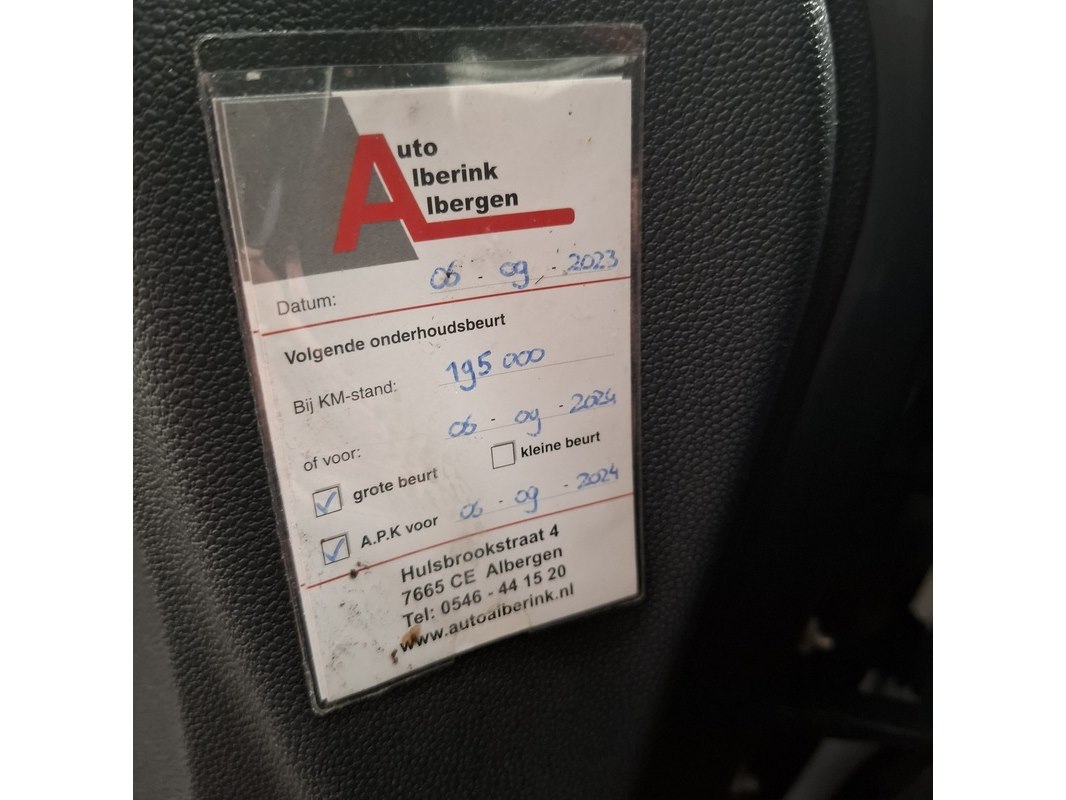 Auto
Alberink
Albergen
Datum: 06 - 09 - 2023
Volgende onderhoudsbeurt
Bij KM-stand: 195 000
of voor: 06 - 09 - 2024
grote beurt kleine beurt
A.P.K voor 06 - 09 - 2024
Hulsbrookstraat 4
7665 CE Albergen
Tel: 0546 - 44 15 20
www.autoalberink.nl